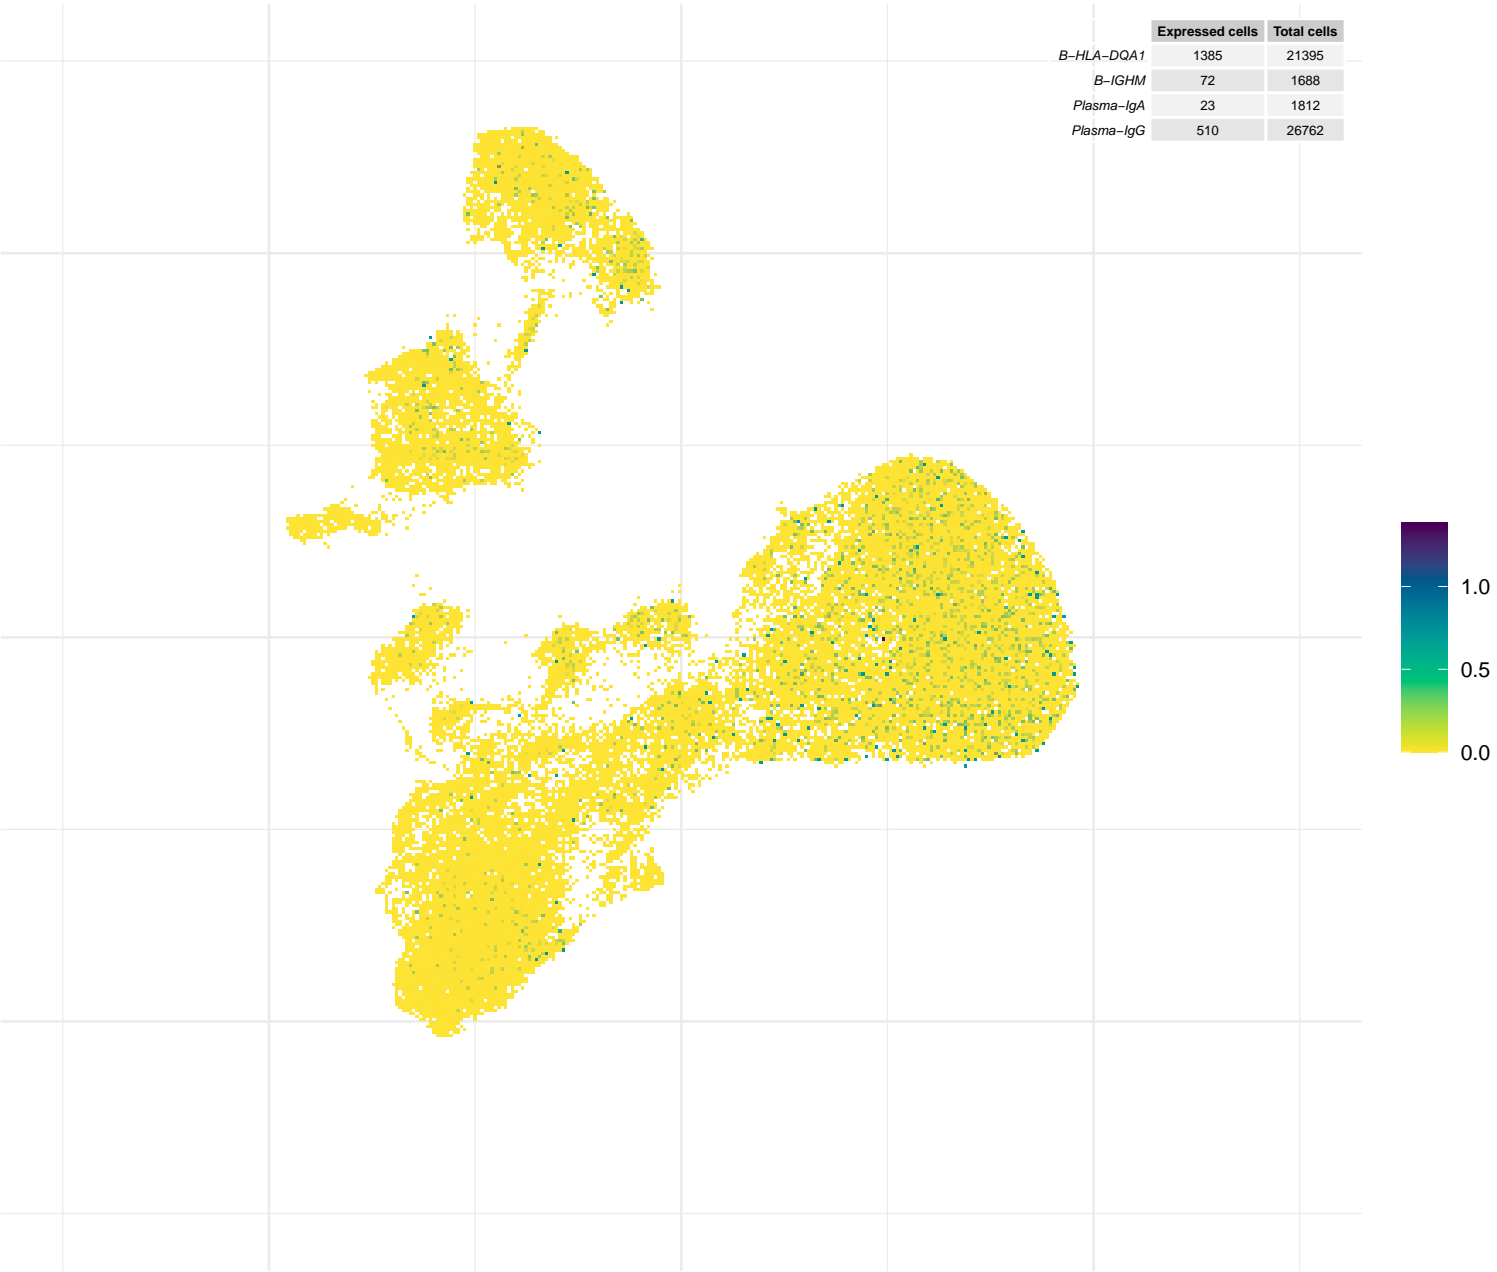 Expressed cells Total cells
B−HLA−DQA1 1385 21395
B−IGHM 72 1688
Plasma−IgA 23 1812
Plasma−IgG 510 26762
1.0
0.5
0.0